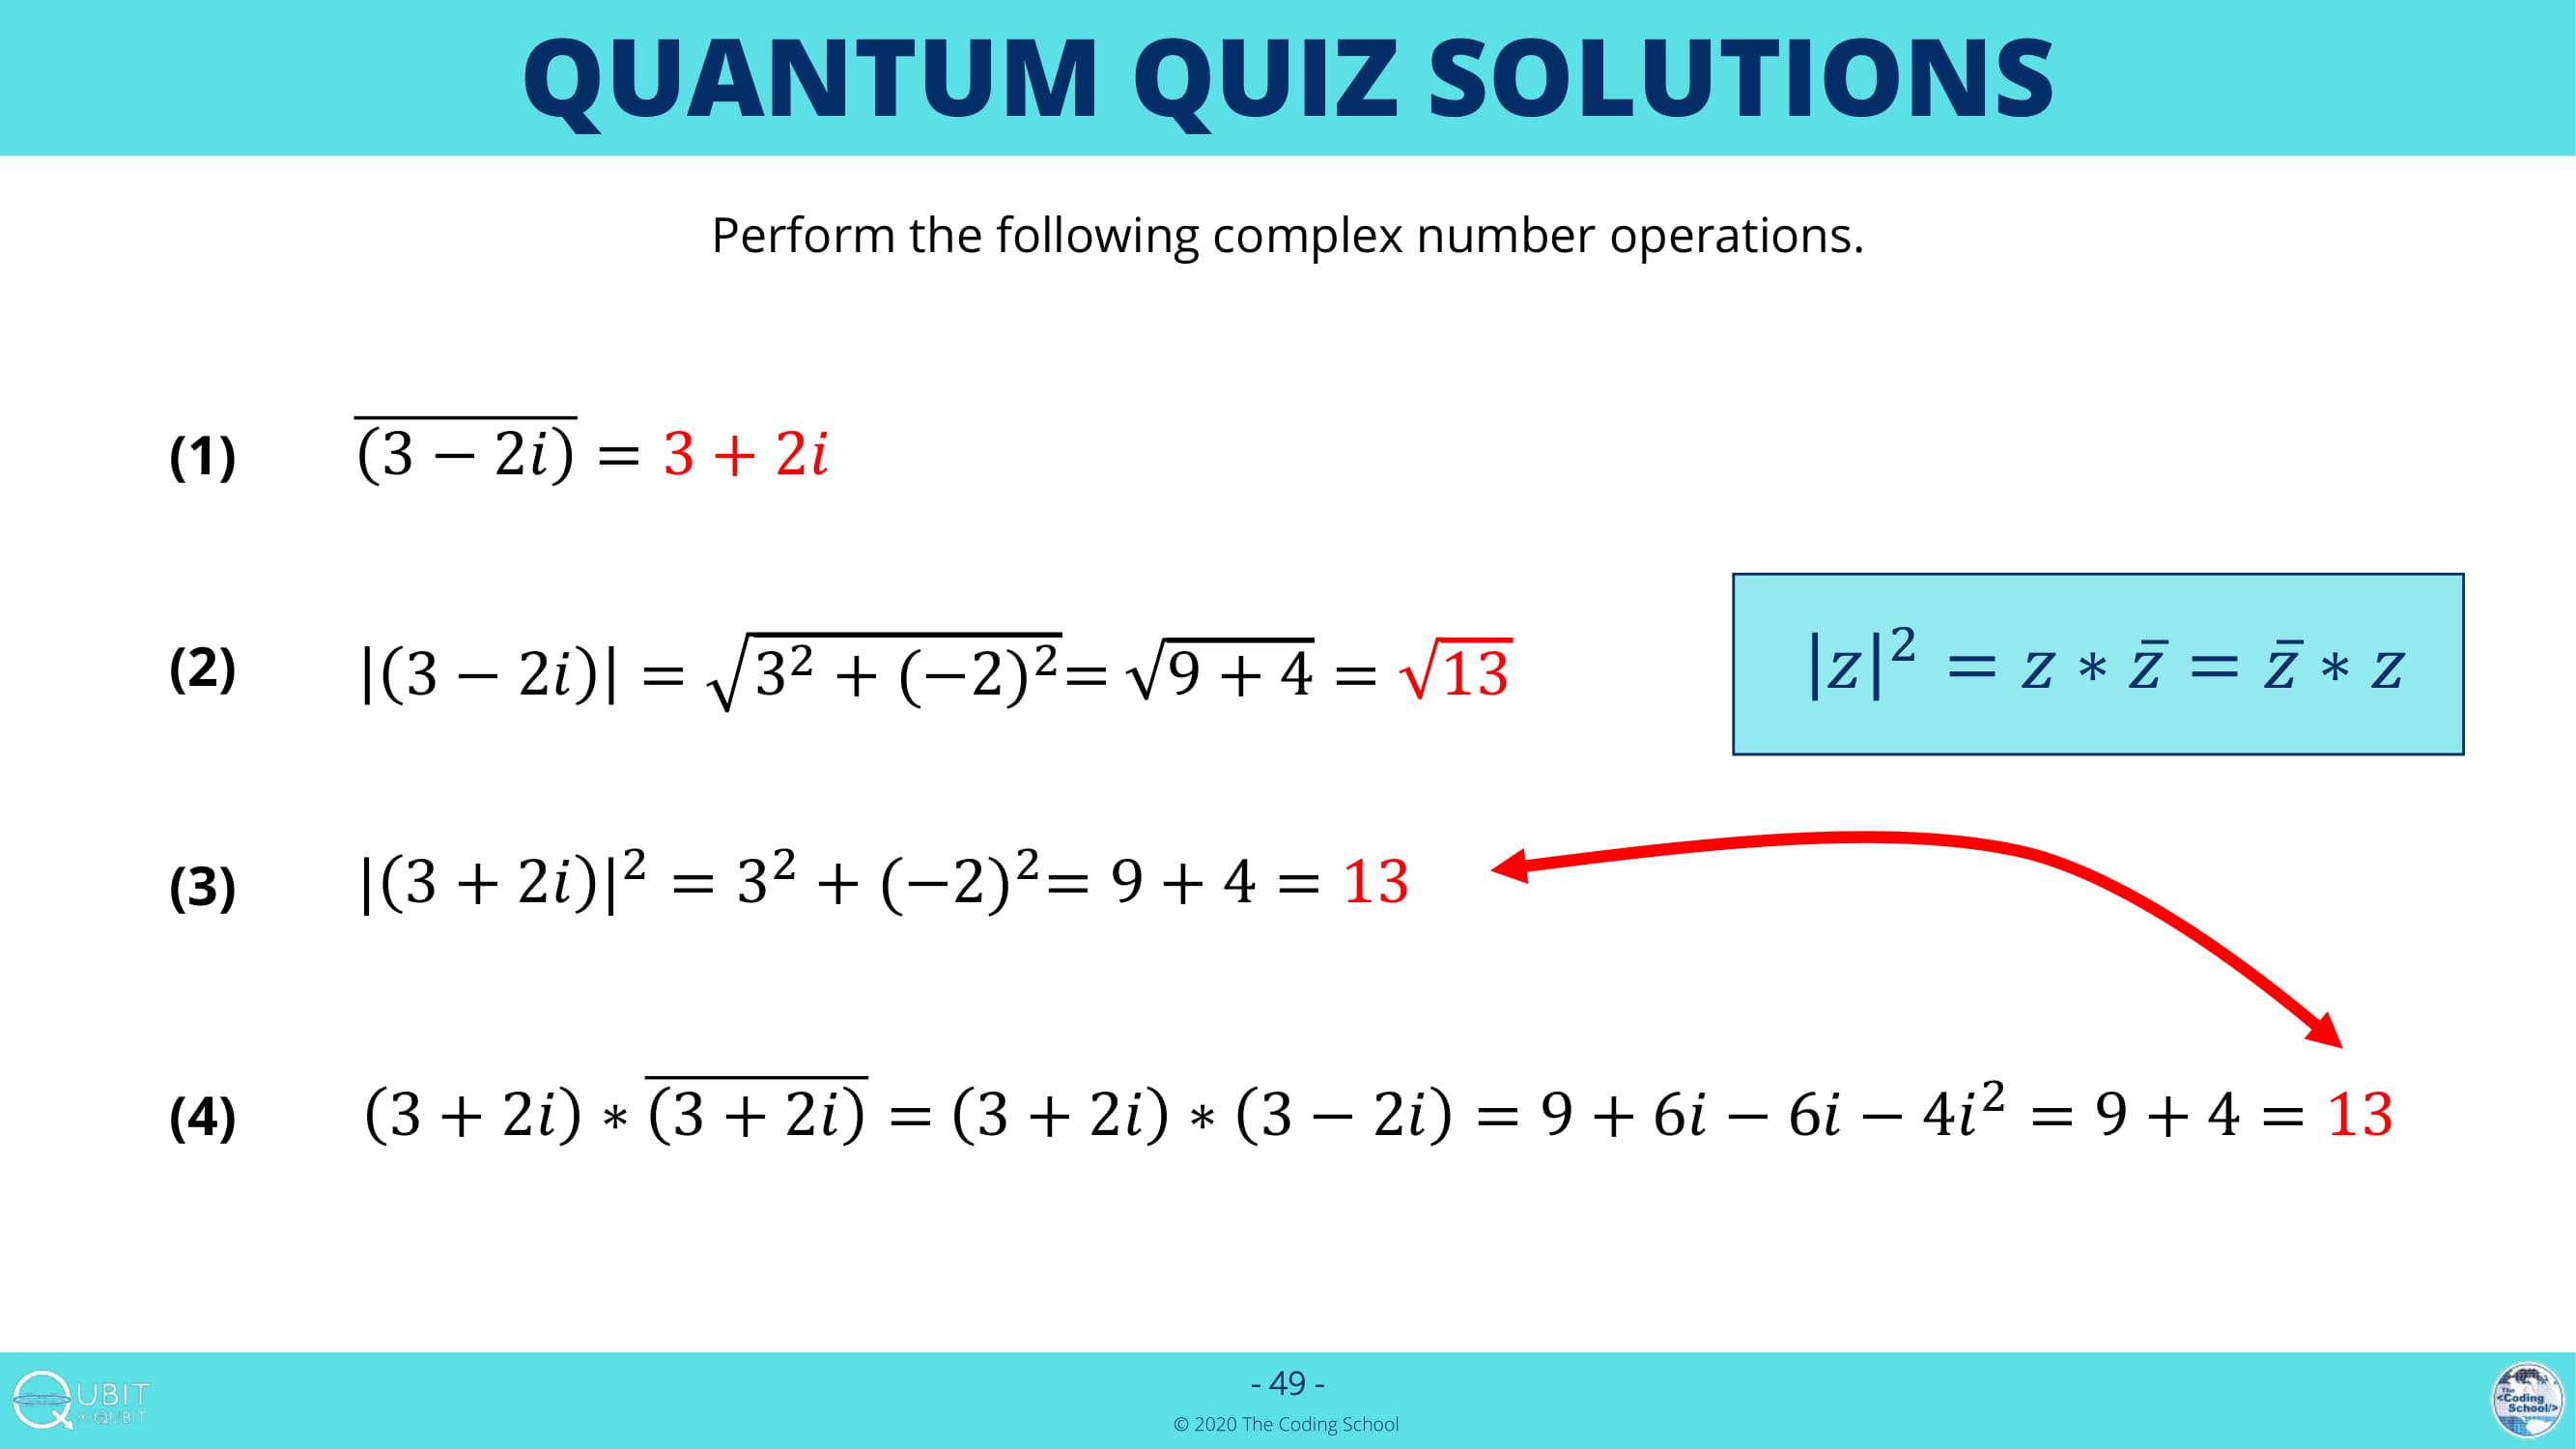 QUANTUM QUIZ SOLUTIONS
Perform the following complex number operations.
(1) $\overline{(3 - 2i)} = 3 + 2i$
(2) $|(3 - 2i)| = \sqrt{3^2 + (-2)^2} = \sqrt{9 + 4} = \sqrt{13}$
$|z|^2 = z * \bar{z} = \bar{z} * z$
(3) $|(3 + 2i)|^2 = 3^2 + (-2)^2 = 9 + 4 = 13$
(4) $(3 + 2i) * \overline{(3 + 2i)} = (3 + 2i) * (3 - 2i) = 9 + 6i - 6i - 4i^2 = 9 + 4 = 13$
QUBIT
x QUBIT
- 49 -
© 2020 The Coding School
The
<Coding
School/>